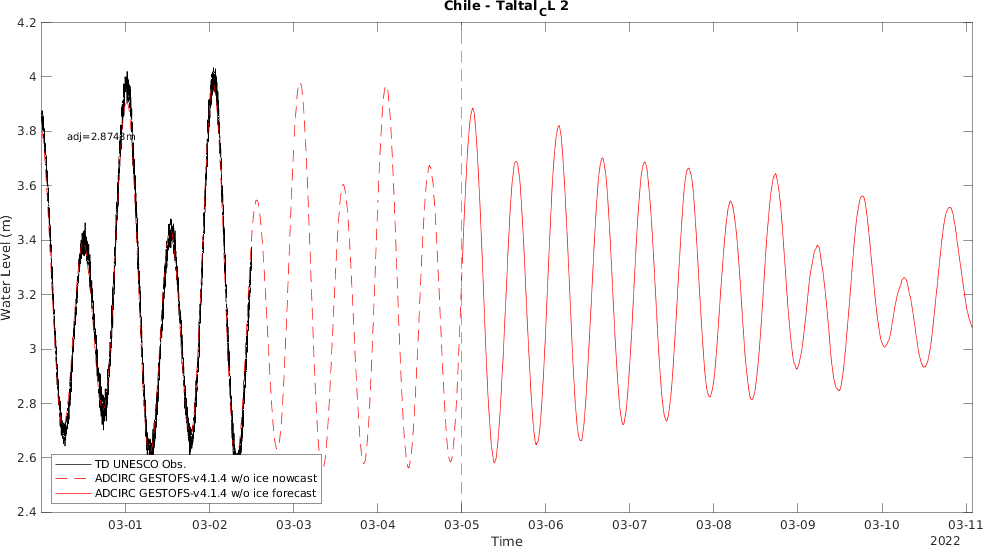 Chile - Taltal_CL 2
4.2
4
3.8
3.6
3.4
3.2
3
2.8
2.6
2.4
Water Level (m)
adj=2.8743m
TD UNESCO Obs.
ADCIRC GESTOFS-v4.1.4 w/o ice nowcast
ADCIRC GESTOFS-v4.1.4 w/o ice forecast
03-01 03-02 03-03 03-04 03-05 03-06 03-07 03-08 03-09 03-10 03-11
Time
2022